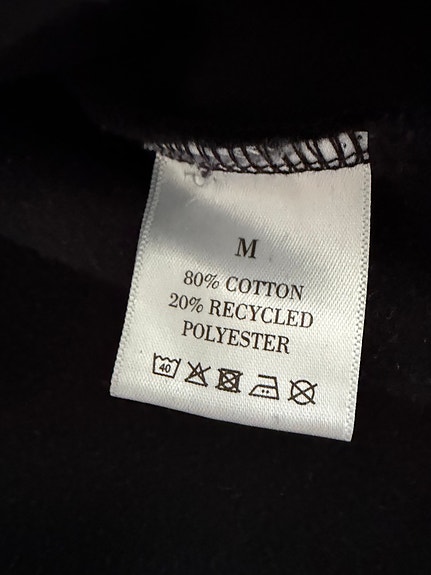 M
80% COTTON
20% RECYCLED
POLYESTER
40